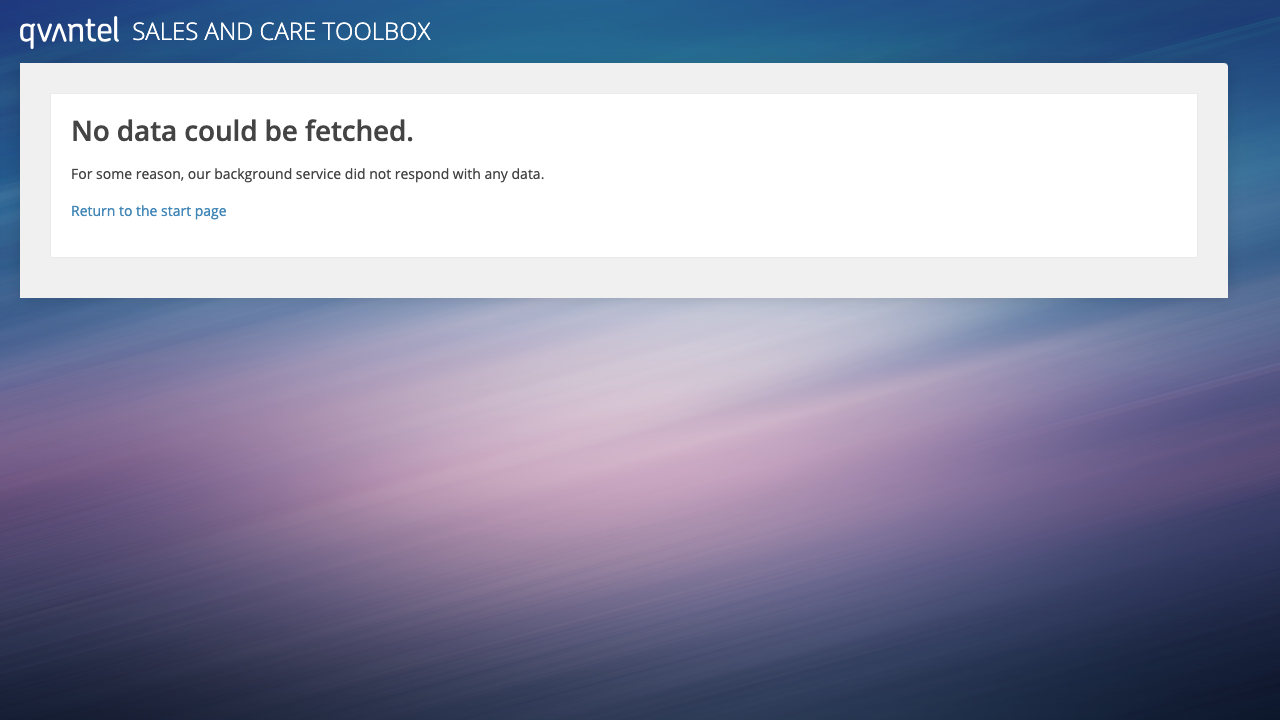 qvantel SALES AND CARE TOOLBOX
No data could be fetched.
For some reason, our background service did not respond with any data.
Return to the start page